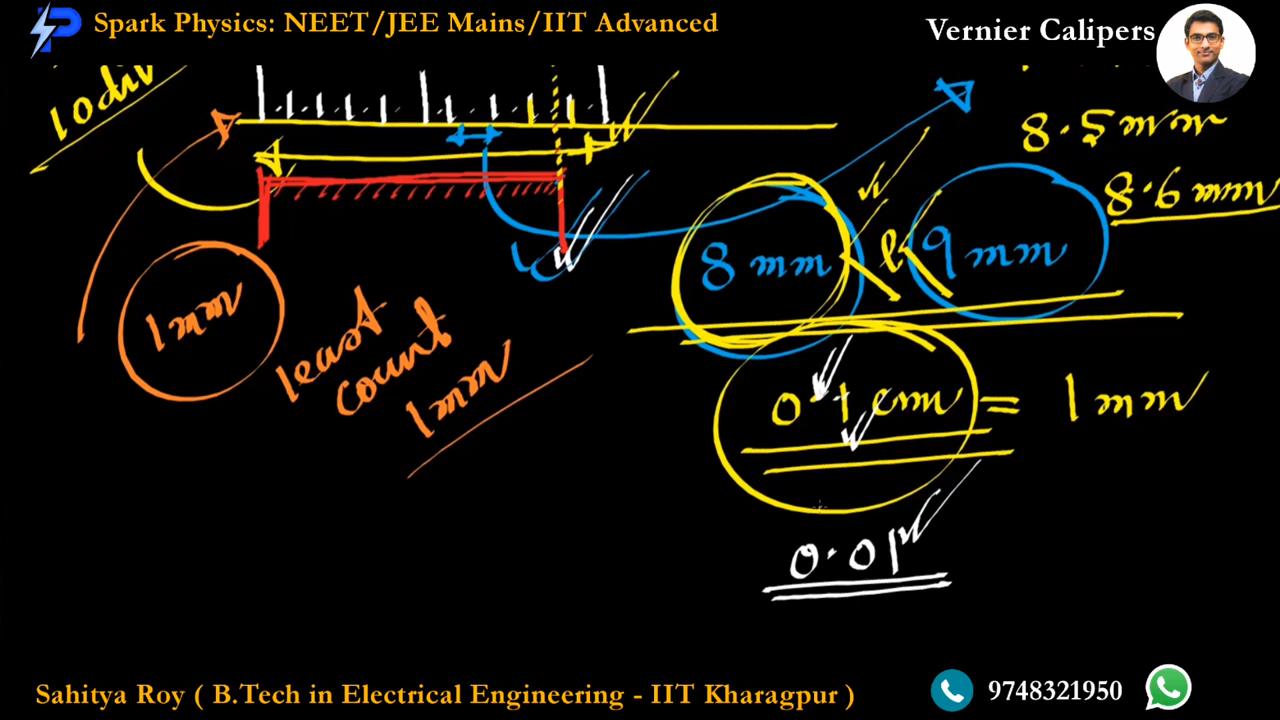 Spark Physics: NEET/JEE Mains/IIT Advanced
Vernier Calipers
10 div
8.5 mm
8.6 mm
8 mm < l < 9 mm
1 mm
least
count
1 mm
0.1 cm = 1 mm
0.01
Sahitya Roy ( B.Tech in Electrical Engineering - IIT Kharagpur )
9748321950